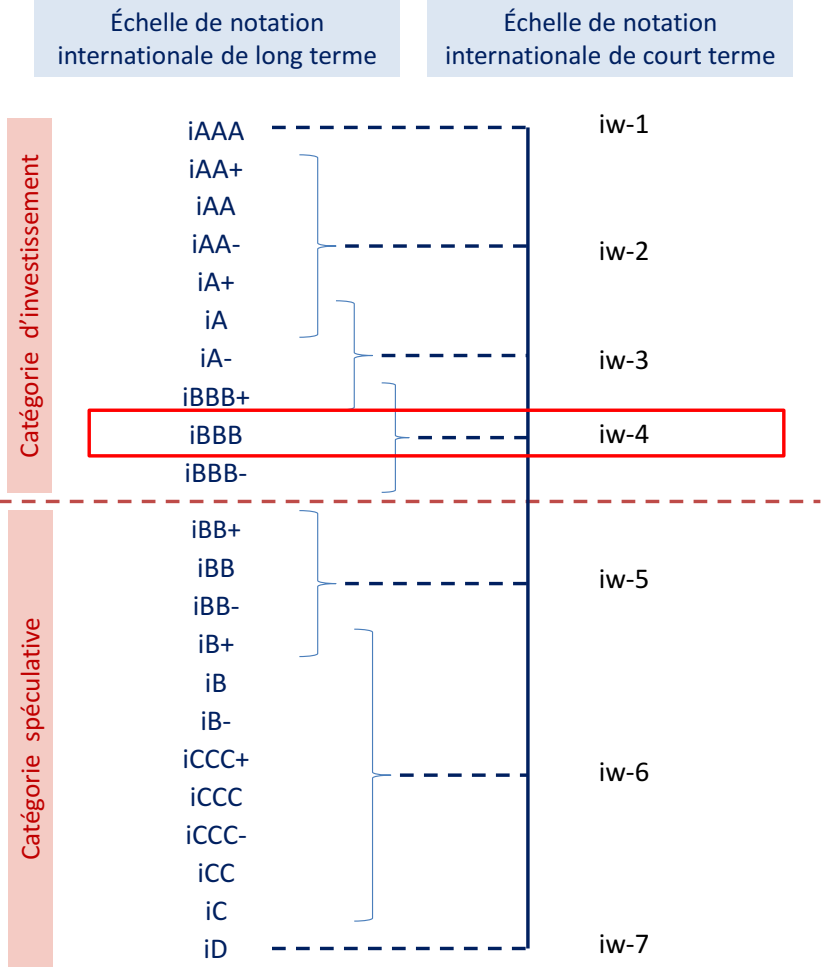 Échelle de notation
internationale de long terme
Échelle de notation
internationale de court terme
Catégorie d’investissement
iAAA
iw-1
iAA+
iAA
iAA-
iw-2
iA+
iA
iA-
iw-3
iBBB+
iBBB
iw-4
iBBB-
Catégorie spéculative
iBB+
iBB
iw-5
iBB-
iB+
iB
iB-
iCCC+
iw-6
iCCC
iCCC-
iCC
iC
iD
iw-7